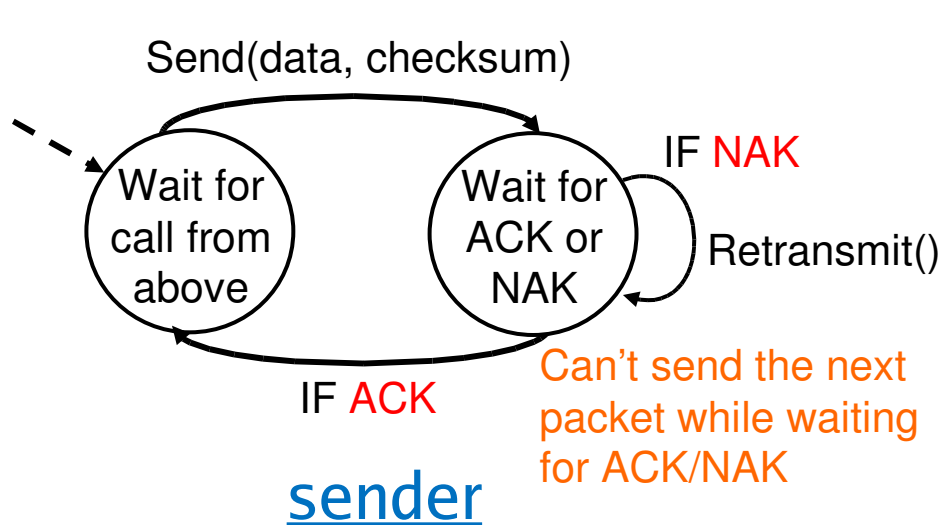 Send(data, checksum)
Wait for
call from
above
Wait for
ACK or
NAK
IF NAK
Retransmit()
IF ACK
Can't send the next
packet while waiting
for ACK/NAK
sender